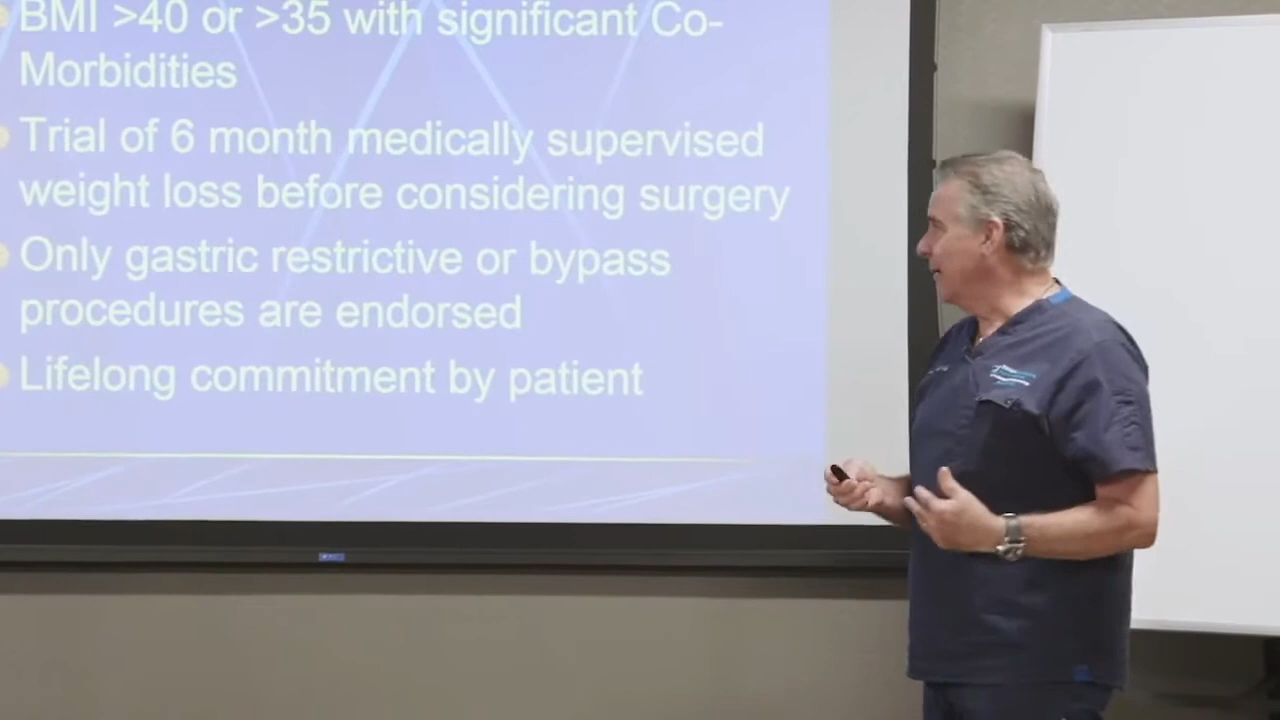 BMI >40 or >35 with significant Co-
Morbidities
Trial of 6 month medically supervised
weight loss before considering surgery
Only gastric restrictive or bypass
procedures are endorsed
Lifelong commitment by patient